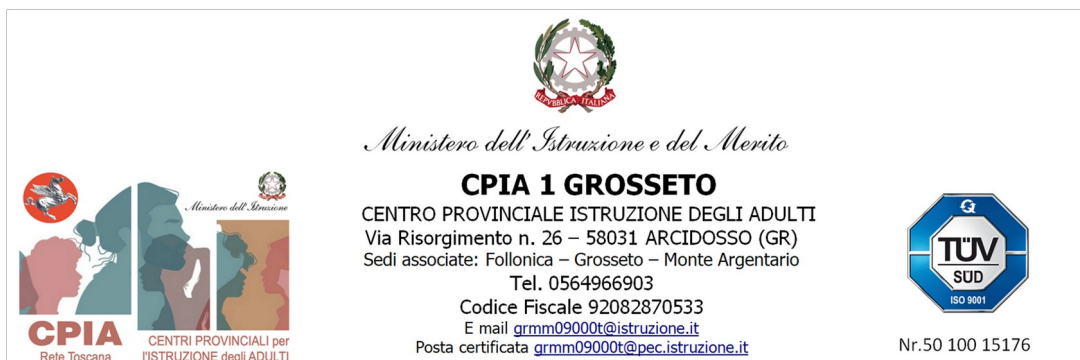 REPVBBLICA ITALIANA
Ministero dell'Istruzione e del Merito
CPIA 1 GROSSETO
CENTRO PROVINCIALE ISTRUZIONE DEGLI ADULTI
Via Risorgimento n. 26 – 58031 ARCIDOSSO (GR)
Sedi associate: Follonica – Grosseto – Monte Argentario
Tel. 0564966903
Codice Fiscale 92082870533
E mail grmm09000t@istruzione.it
Posta certificata grmm09000t@pec.istruzione.it
Ministero dell'Istruzione
CPIA
Rete Toscana
CENTRI PROVINCIALI per
l'ISTRUZIONE degli ADULTI
TÜV
SÜD
ISO 9001
Nr.50 100 15176